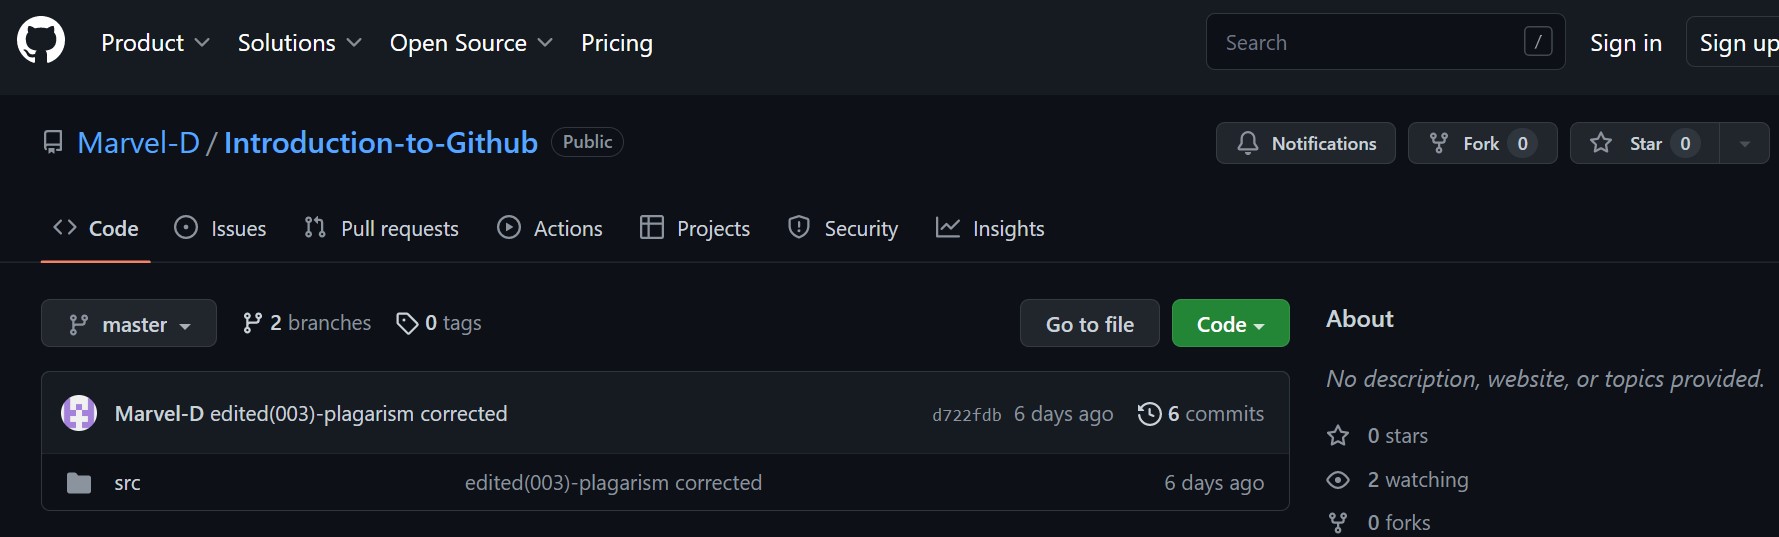 Product Solutions Open Source Pricing Search / Sign in Sign up
Marvel-D / Introduction-to-Github Public Notifications Fork 0 Star 0
Code Issues Pull requests Actions Projects Security Insights
master 2 branches 0 tags Go to file Code
About
No description, website, or topics provided.
Marvel-D edited(003)-plagarism corrected d722fdb 6 days ago 6 commits
0 stars
src edited(003)-plagarism corrected 6 days ago
2 watching
0 forks